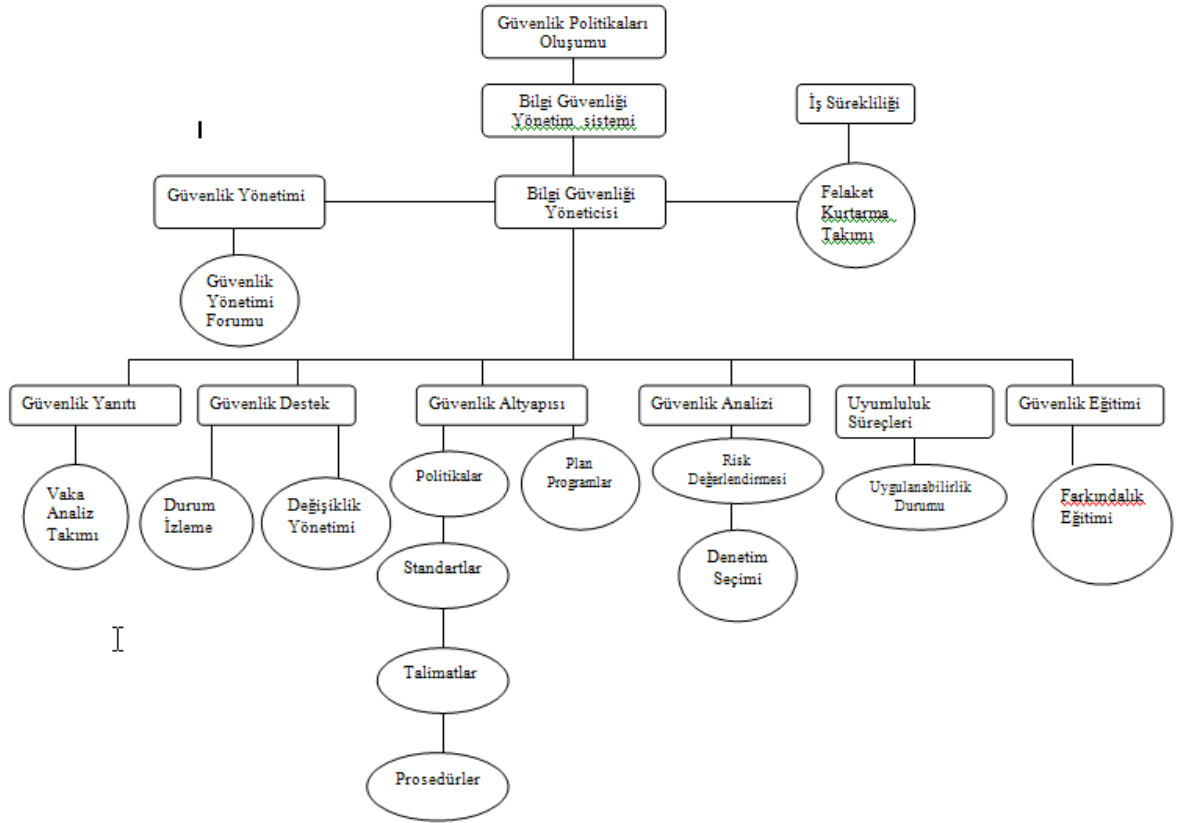 Güvenlik Politikaları
Oluşumu
Bilgi Güvenliği
Yönetim sistemi
İş Sürekliliği
Güvenlik Yönetimi
Bilgi Güvenliği
Yöneticisi
Felaket
Kurtarma
Takımı
Güvenlik
Yönetimi
Forumu
Güvenlik Yanıtı
Güvenlik Destek
Güvenlik Altyapısı
Güvenlik Analizi
Uyumluluk
Süreçleri
Güvenlik Eğitimi
Vaka
Analiz
Takımı
Durum
İzleme
Değişiklik
Yönetimi
Politikalar
Plan
Programlar
Risk
Değerlendirmesi
Uygulanabilirlik
Durumu
Farkındalık
Eğitimi
Standartlar
Denetim
Seçimi
Talimatlar
Prosedürler